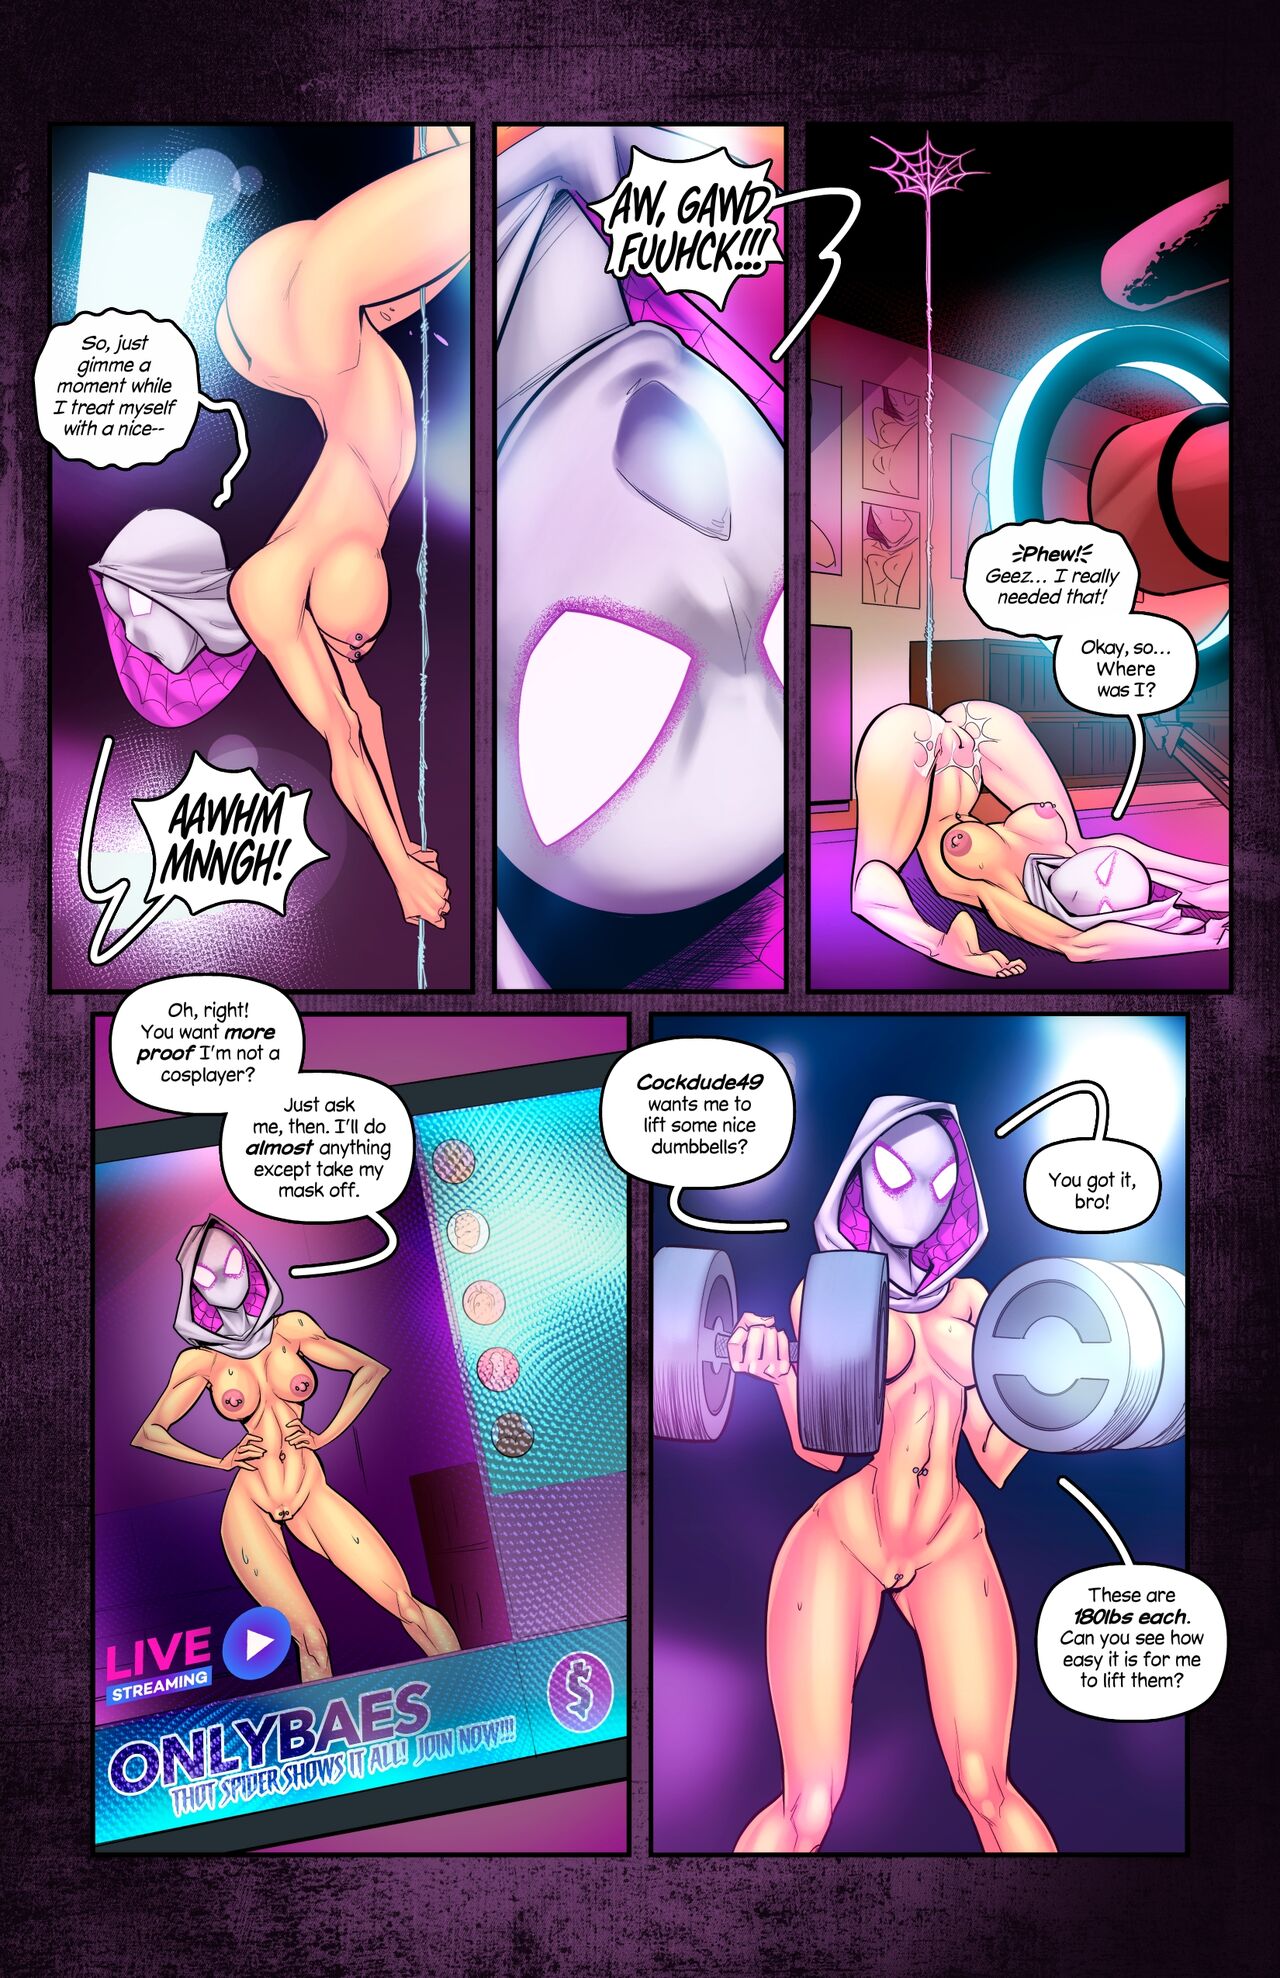 So, just
gimme a
moment while
I treat myself
with a nice--
AAWHM
MNNGH!
AW, GAWD
FUUHCK!!!
Phew!
Geez... I really
needed that!
Okay, so...
Where
was I?
Oh, right!
You want more
proof I'm not a
cosplayer?
Just ask
me, then. I'll do
almost anything
except take my
mask off.
LIVE
STREAMING
ONLYBAES
THOT SPIDER SHOWS IT ALL! JOIN NOW!!!
$
Cockdude49
wants me to
lift some nice
dumbbells?
You got it,
bro!
These are
180lbs each.
Can you see how
easy it is for me
to lift them?